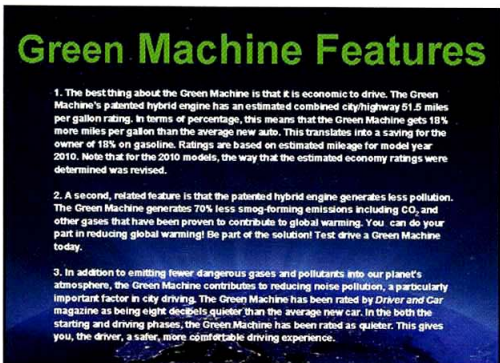 Green Machine Features
1. The best thing about the Green Machine is that it is economic to drive. The Green
Machine's patented hybrid engine has an estimated combined city/highway 51.5 miles
per gallon rating. In terms of percentage, this means that the Green Machine gets 18%
more miles per gallon than the average new auto. This translates into a saving for the
owner of 18% on gasoline. Ratings are based on estimated mileage for model year
2010. Note that for the 2010 models, the way that the estimated economy ratings were
determined was revised.
2. A second, related feature is that the patented hybrid engine generates less pollution.
The Green Machine generates 70% less smog-forming emissions including CO₂ and
other gases that have been proven to contribute to global warming. You can do your
part in reducing global warming! Be part of the solution! Test drive a Green Machine
today.
3. In addition to emitting fewer dangerous gases and pollutants into our planet's
atmosphere, the Green Machine contributes to reducing noise pollution, a particularly
important factor in city driving. The Green Machine has been rated by Driver and Car
magazine as being eight decibels quieter than the average new car. In the both the
starting and driving phases, the Green Machine has been rated as quieter. This gives
you, the driver, a safer, more comfortable driving experience.